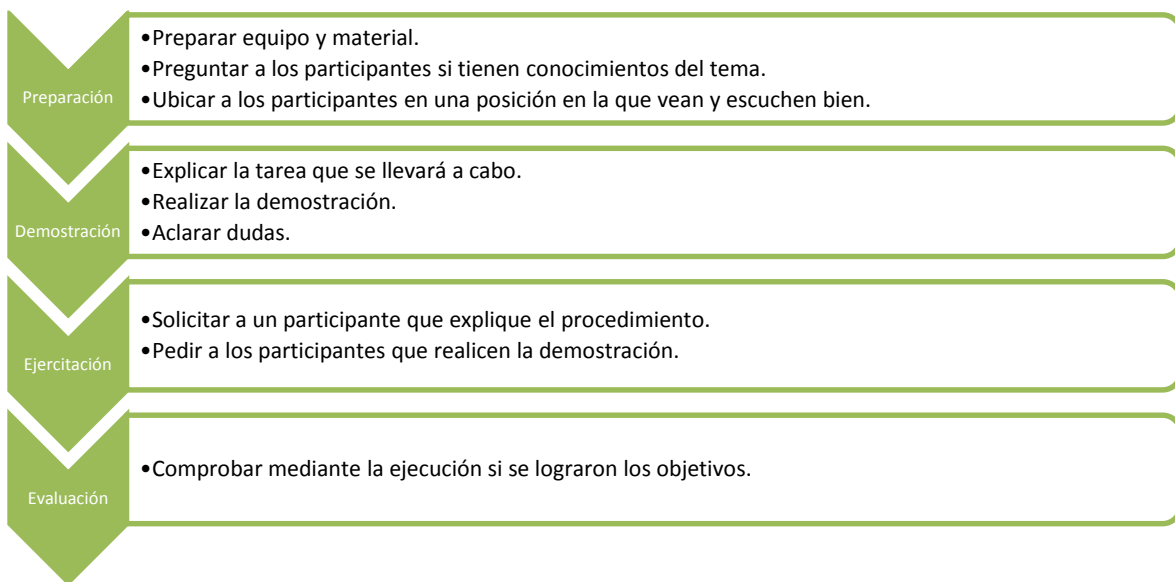 Preparación
•Preparar equipo y material.
•Preguntar a los participantes si tienen conocimientos del tema.
•Ubicar a los participantes en una posición en la que vean y escuchen bien.
Demostración
•Explicar la tarea que se llevará a cabo.
•Realizar la demostración.
•Aclarar dudas.
Ejercitación
•Solicitar a un participante que explique el procedimiento.
•Pedir a los participantes que realicen la demostración.
Evaluación
•Comprobar mediante la ejecución si se lograron los objetivos.